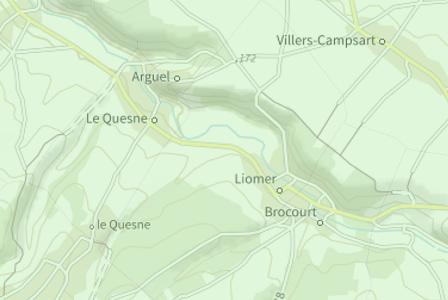 Villers-Campsart
172
Arguel
Le Quesne
Liomer
Brocourt
le Quesne